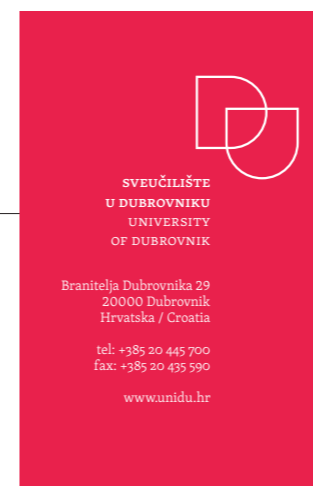 SVEUČILIŠTE
U DUBROVNIKU
UNIVERSITY
OF DUBROVNIK
Branitelja Dubrovnika 29
20000 Dubrovnik
Hrvatska / Croatia
tel: +385 20 445 700
fax: +385 20 435 590
www.unidu.hr